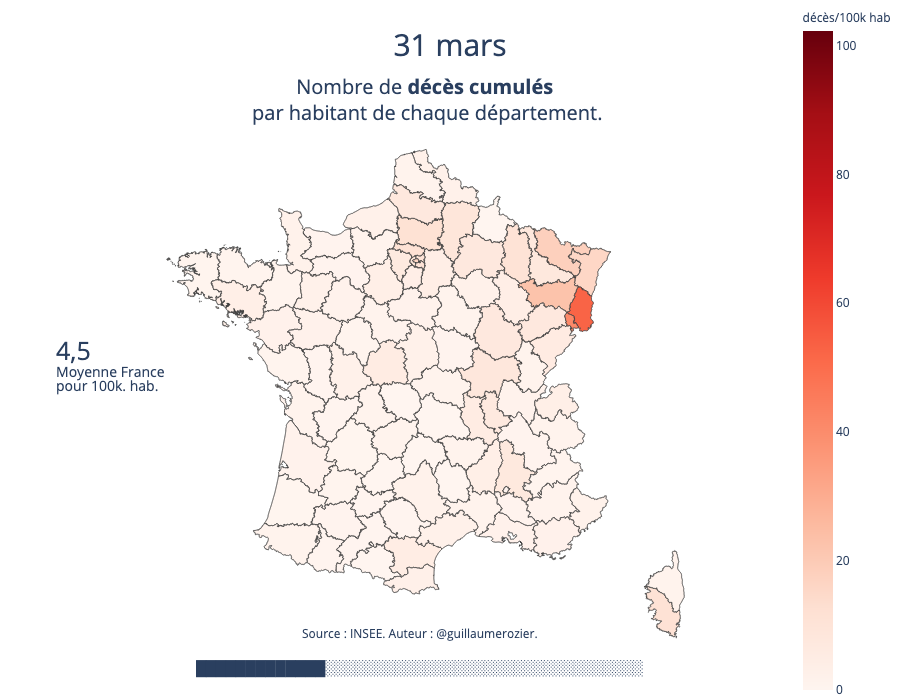 31 mars
Nombre de décès cumulés
par habitant de chaque département.
décès/100k hab
100
80
60
40
20
0
4,5
Moyenne France
pour 100k. hab.
Source : INSEE. Auteur : @guillaumerozier.